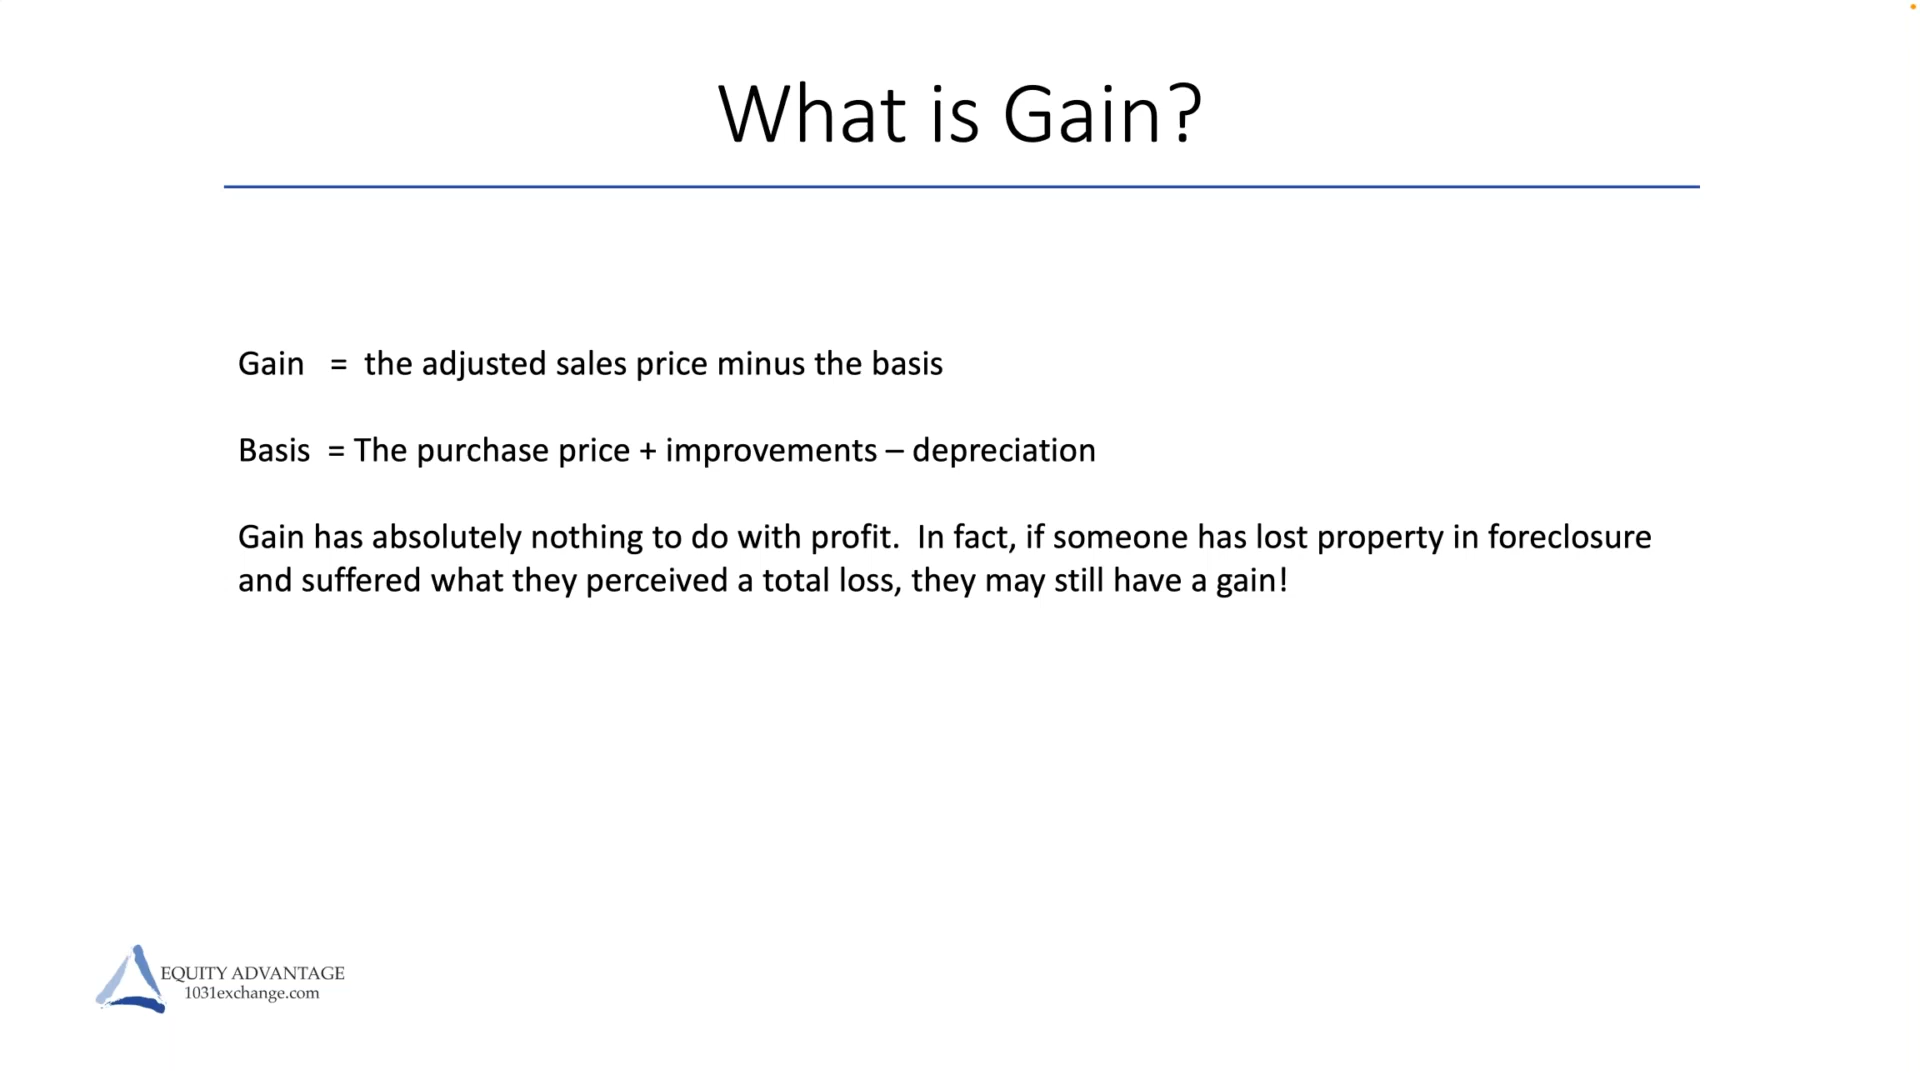 What is Gain?
Gain = the adjusted sales price minus the basis
Basis = The purchase price + improvements – depreciation
Gain has absolutely nothing to do with profit. In fact, if someone has lost property in foreclosure
and suffered what they perceived a total loss, they may still have a gain!
EQUITY ADVANTAGE
1031exchange.com